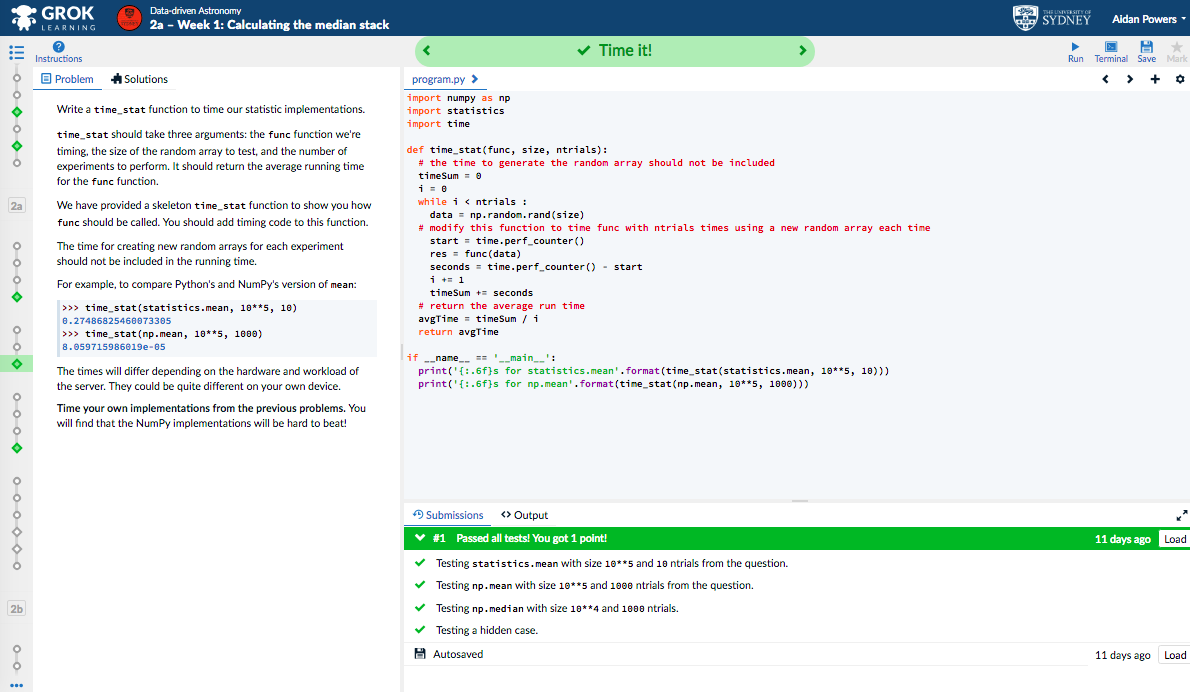 GROK
LEARNING
Data-driven Astronomy
2a – Week 1: Calculating the median stack
THE UNIVERSITY OF
SYDNEY
Aidan Powers
Instructions
Time it!
Run
Terminal
Save
Mark
Problem
Solutions
2a
2b
Write a time_stat function to time our statistic implementations.
time_stat should take three arguments: the func function we're
timing, the size of the random array to test, and the number of
experiments to perform. It should return the average running time
for the func function.
We have provided a skeleton time_stat function to show you how
func should be called. You should add timing code to this function.
The time for creating new random arrays for each experiment
should not be included in the running time.
For example, to compare Python's and NumPy's version of mean:
>>> time_stat(statistics.mean, 10**5, 10)
0.27486825460073305
>>> time_stat(np.mean, 10**5, 1000)
8.059715986019e-05
The times will differ depending on the hardware and workload of
the server. They could be quite different on your own device.
Time your own implementations from the previous problems. You
will find that the NumPy implementations will be hard to beat!
program.py
import numpy as np
import statistics
import time
def time_stat(func, size, ntrials):
# the time to generate the random array should not be included
timeSum = 0
i = 0
while i < ntrials :
data = np.random.rand(size)
# modify this function to time func with ntrials times using a new random array each time
start = time.perf_counter()
res = func(data)
seconds = time.perf_counter() - start
i += 1
timeSum += seconds
# return the average run time
avgTime = timeSum / i
return avgTime
if __name__ == '__main__':
print('{:.6f}s for statistics.mean'.format(time_stat(statistics.mean, 10**5, 10)))
print('{:.6f}s for np.mean'.format(time_stat(np.mean, 10**5, 1000)))
Submissions
Output
#1 Passed all tests! You got 1 point!
11 days ago
Load
Testing statistics.mean with size 10**5 and 10 ntrials from the question.
Testing np.mean with size 10**5 and 1000 ntrials from the question.
Testing np.median with size 10**4 and 1000 ntrials.
Testing a hidden case.
Autosaved
11 days ago
Load